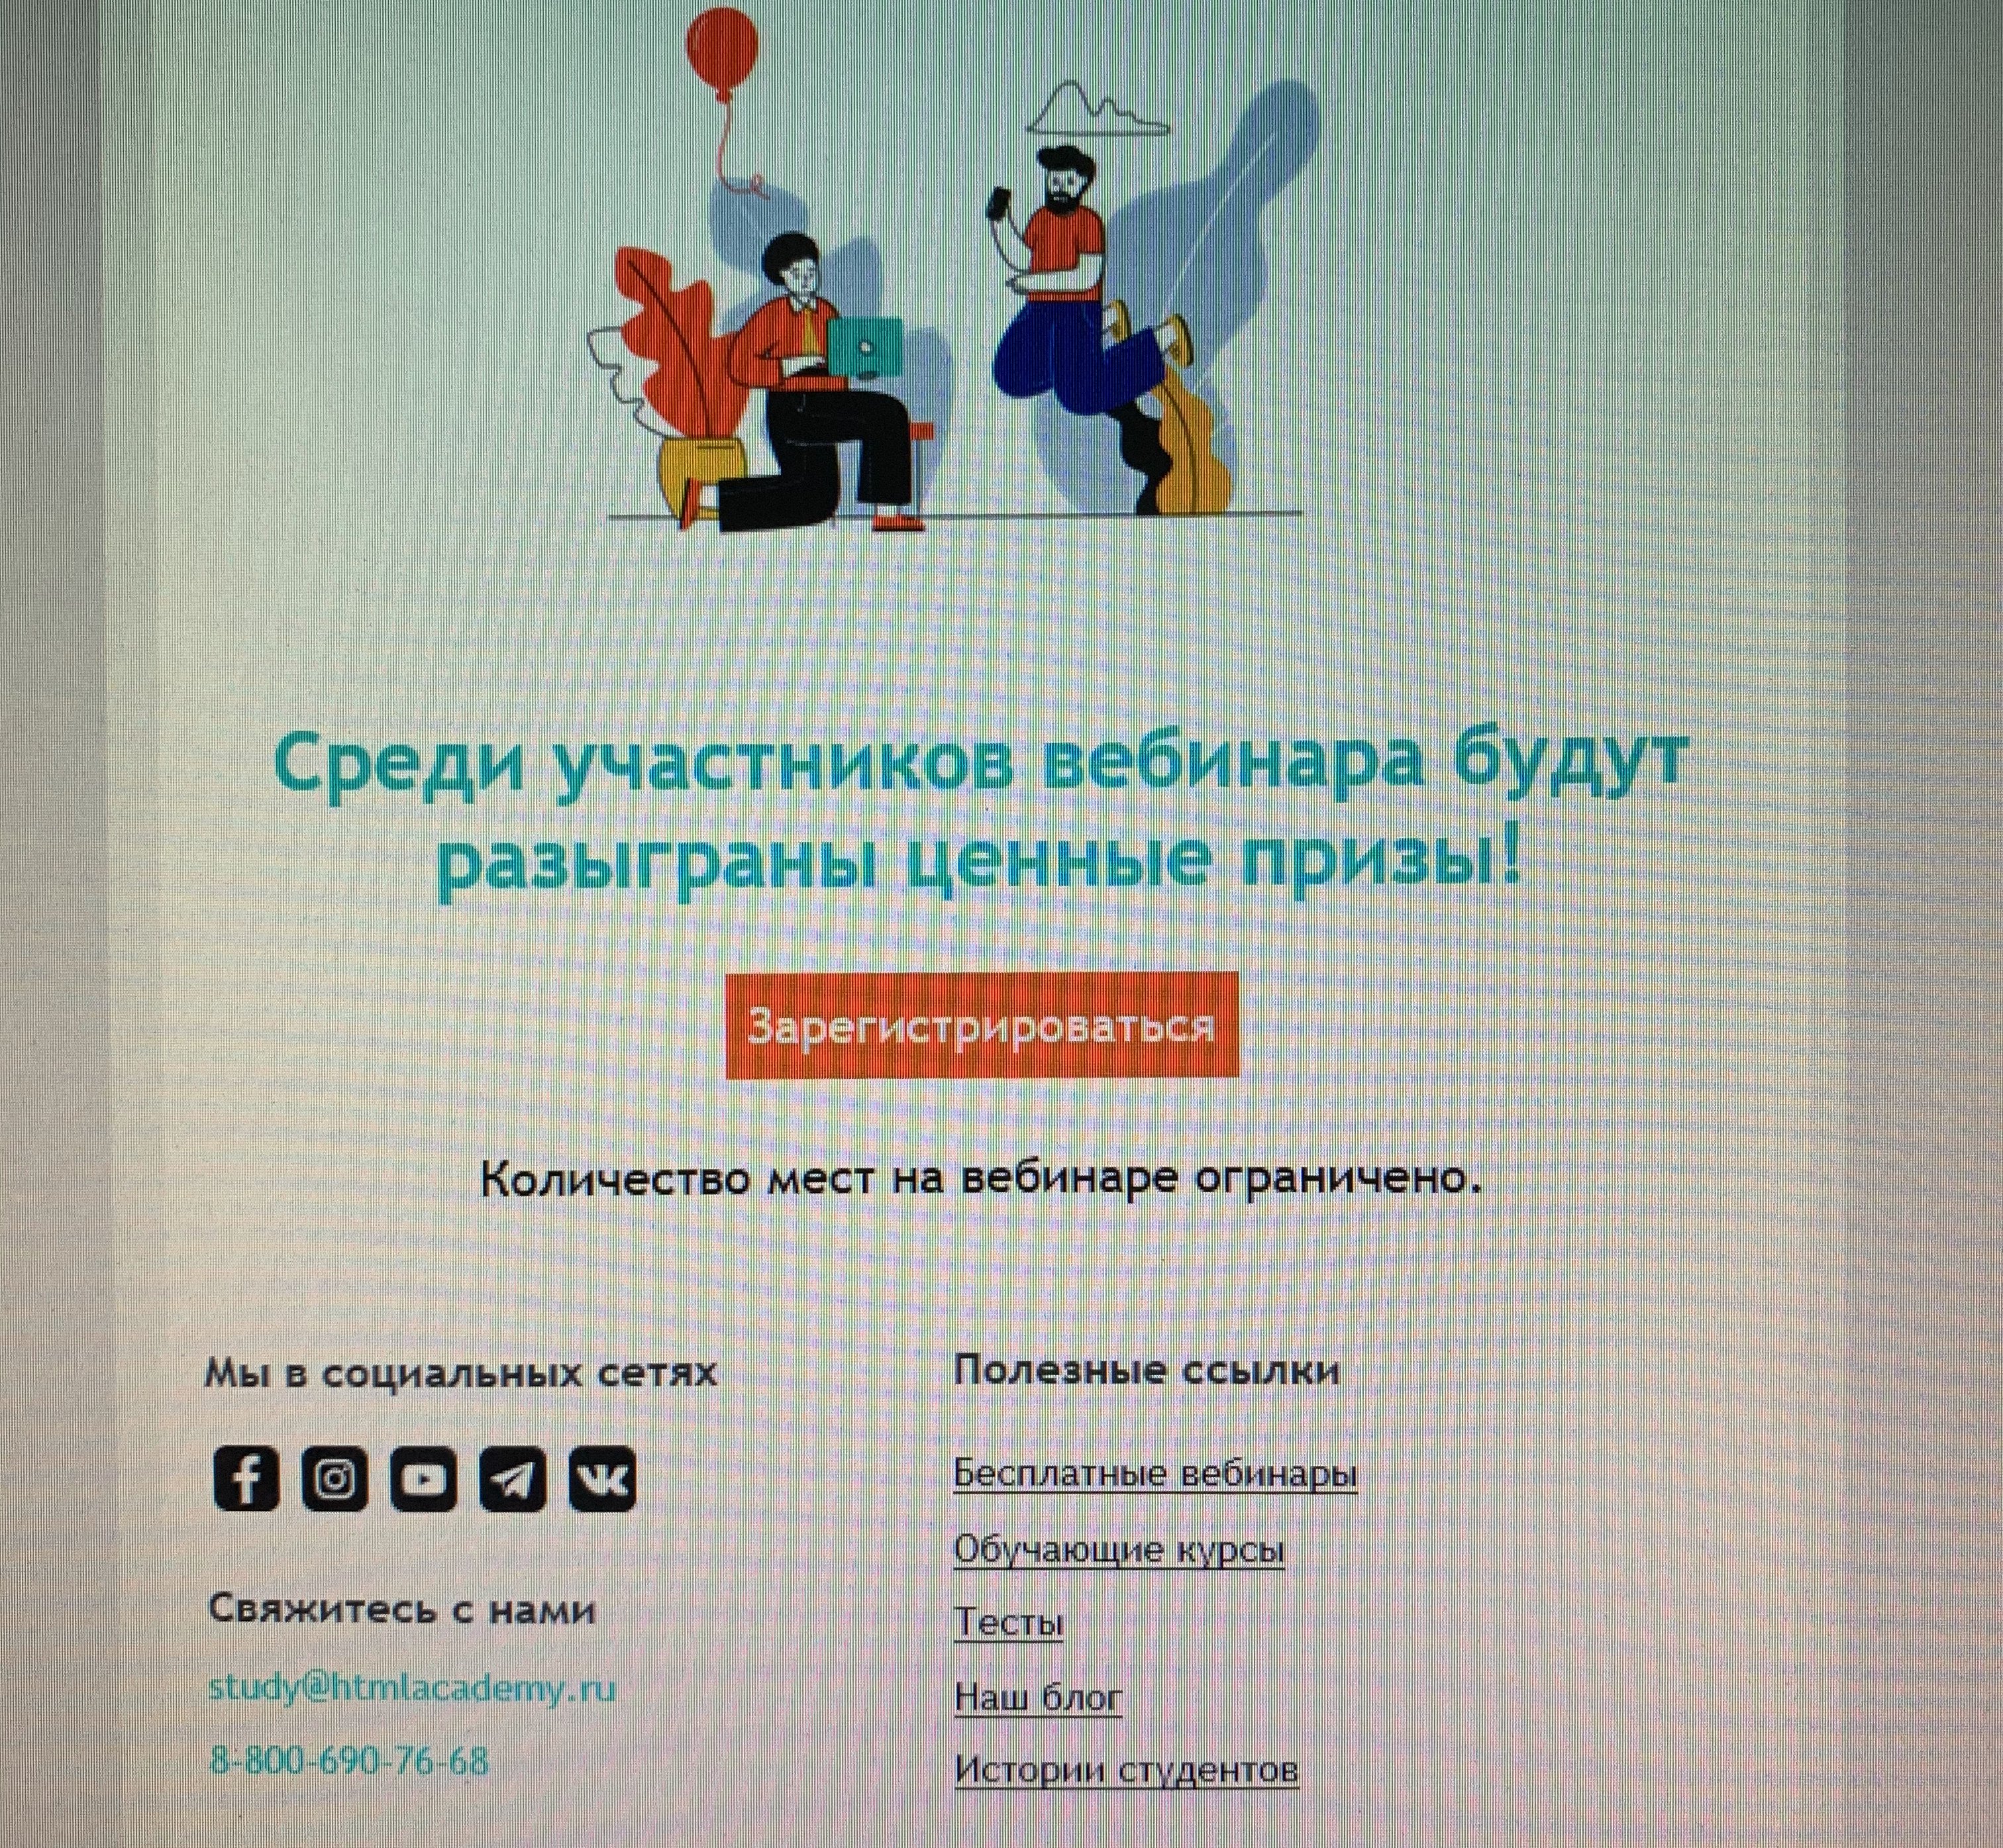 Среди участников вебинара будут
разыграны ценные призы!
Зарегистрироваться
Количество мест на вебинаре ограничено.
Мы в социальных сетях
Свяжитесь с нами
study@htmlacademy.ru
8-800-690-76-68
Полезные ссылки
Бесплатные вебинары
Обучающие курсы
Тесты
Наш блог
Истории студентов